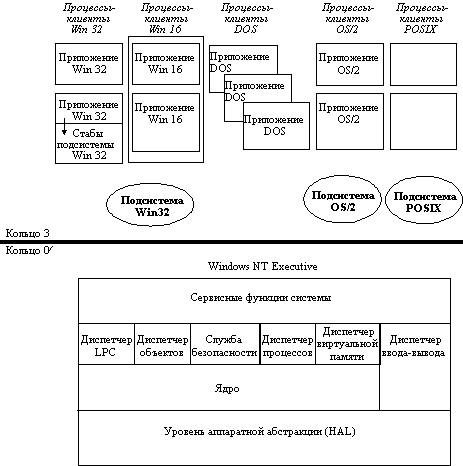 Процессы-
клиенты
Win 32
Процессы-
клиенты
Win 16
Процессы-
клиенты
DOS
Процессы-
клиенты
OS/2
Процессы-
клиенты
POSIX
Приложение
Win 32
Приложение
Win 16
Приложение
DOS
Приложение
DOS
Приложение
DOS
Приложение
OS/2
Приложение
Win 32
Стабы
подсистемы
Win 32
Приложение
Win 16
Приложение
OS/2
Подсистема
Win32
Подсистема
OS/2
Подсистема
POSIX
Кольцо 3
Кольцо 0
Windows NT Executive
Сервисные функции системы
Диспетчер
LPC
Диспетчер
объектов
Служба
безопасности
Диспетчер
процессов
Диспетчер
виртуальной
памяти
Диспетчер
ввода-вывода
Ядро
Уровень аппаратной абстракции (HAL)